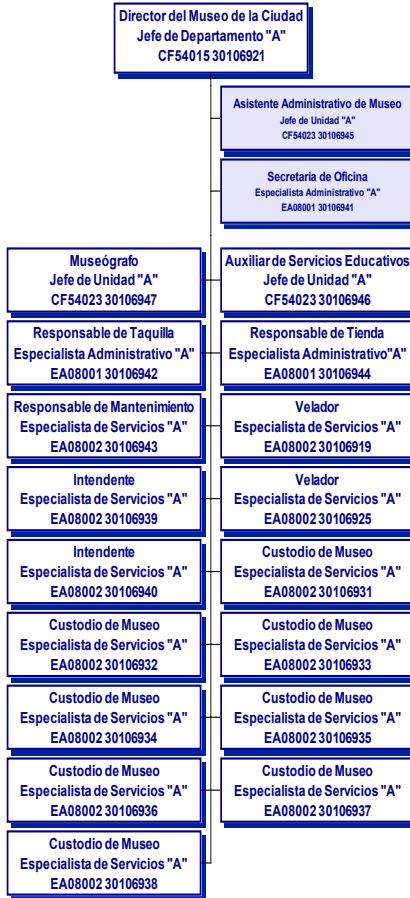 Director del Museo de la Ciudad
Jefe de Departamento "A"
CF54015 30106921
Asistente Administrativo de Museo
Jefe de Unidad "A"
CF54023 30106945
Secretaria de Oficina
Especialista Administrativo "A"
EA08001 30106941
Museógrafo
Jefe de Unidad "A"
CF54023 30106947
Auxiliar de Servicios Educativos
Jefe de Unidad "A"
CF54023 30106946
Responsable de Taquilla
Especialista Administrativo "A"
EA08001 30106942
Responsable de Tienda
Especialista Administrativo"A"
EA08001 30106944
Responsable de Mantenimiento
Especialista de Servicios "A"
EA08002 30106943
Velador
Especialista de Servicios "A"
EA08002 30106919
Intendente
Especialista de Servicios "A"
EA08002 30106939
Velador
Especialista de Servicios "A"
EA08002 30106925
Intendente
Especialista de Servicios "A"
EA08002 30106940
Custodio de Museo
Especialista de Servicios "A"
EA08002 30106931
Custodio de Museo
Especialista de Servicios "A"
EA08002 30106932
Custodio de Museo
Especialista de Servicios "A"
EA08002 30106933
Custodio de Museo
Especialista de Servicios "A"
EA08002 30106934
Custodio de Museo
Especialista de Servicios "A"
EA08002 30106935
Custodio de Museo
Especialista de Servicios "A"
EA08002 30106936
Custodio de Museo
Especialista de Servicios "A"
EA08002 30106937
Custodio de Museo
Especialista de Servicios "A"
EA08002 30106938